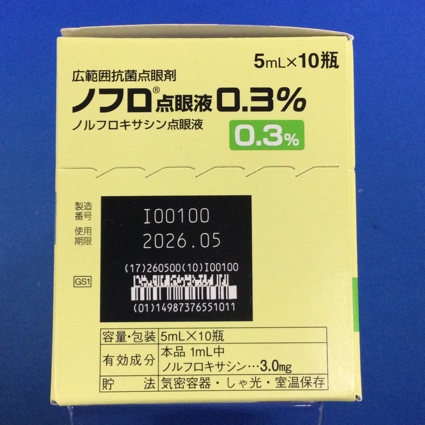 5mL×10瓶
広範囲抗菌点眼剤
ノフロ®点眼液0.3%
ノルフロキサシン点眼液
0.3%
製造番号 I00100
使用期限 2026.05
(17)260500(10)I00100
GS1
(01)14987376551011
容量・包装 5mL×10瓶
有効成分 本品 1mL中
ノルフロキサシン…3.0mg
貯法 気密容器・しゃ光・室温保存